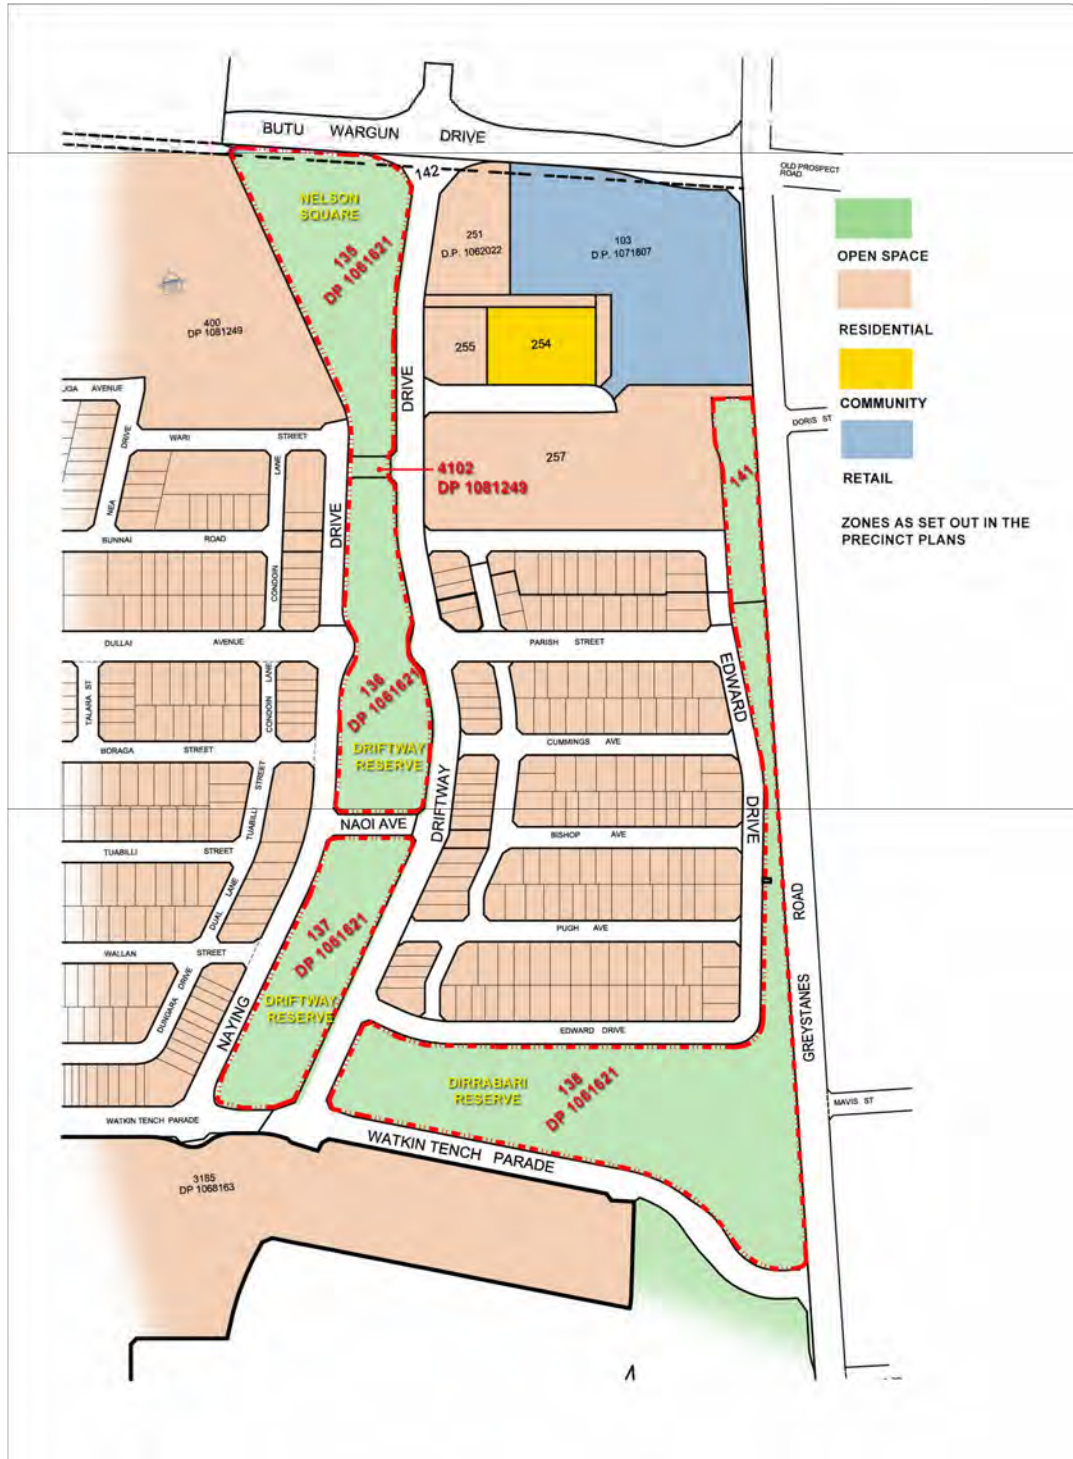 BUTU WARGUN DRIVE
OLD PROSPECT
ROAD
142
NELSON
SQUARE
135
DP 1061621
251
D.P. 1062022
103
D.P. 1071807
OPEN SPACE
RESIDENTIAL
COMMUNITY
RETAIL
ZONES AS SET OUT IN THE
PRECINCT PLANS
400
DP 1081249
255
254
DRIVE
UGA AVENUE
DORIS ST
WARI STREET
DRIVE
NEA
LANE
257
4102
DP 1081249
141
BUNNAI ROAD
DRIVE
CONDOIN
DULLAI AVENUE
PARISH STREET
EDWARD
TALARA ST
CONDOIN LANE
136
DP 1061621
BORAGA STREET
DRIFTWAY
RESERVE
CUMMINGS AVE
TUABILLI STREET
NAOI AVE
DRIFTWAY
DRIVE
BISHOP AVE
TUABILLI STREET
DUAL LANE
ROAD
137
DP 1061621
PUGH AVE
WALLAN STREET
DUNGARA DRIVE
NAYING
DRIFTWAY
RESERVE
GREYSTANES
EDWARD DRIVE
DIRRABARI
RESERVE
138
DP 1061621
MAVIS ST
WATKIN TENCH PARADE
WATKIN TENCH PARADE
3185
DP 1068163